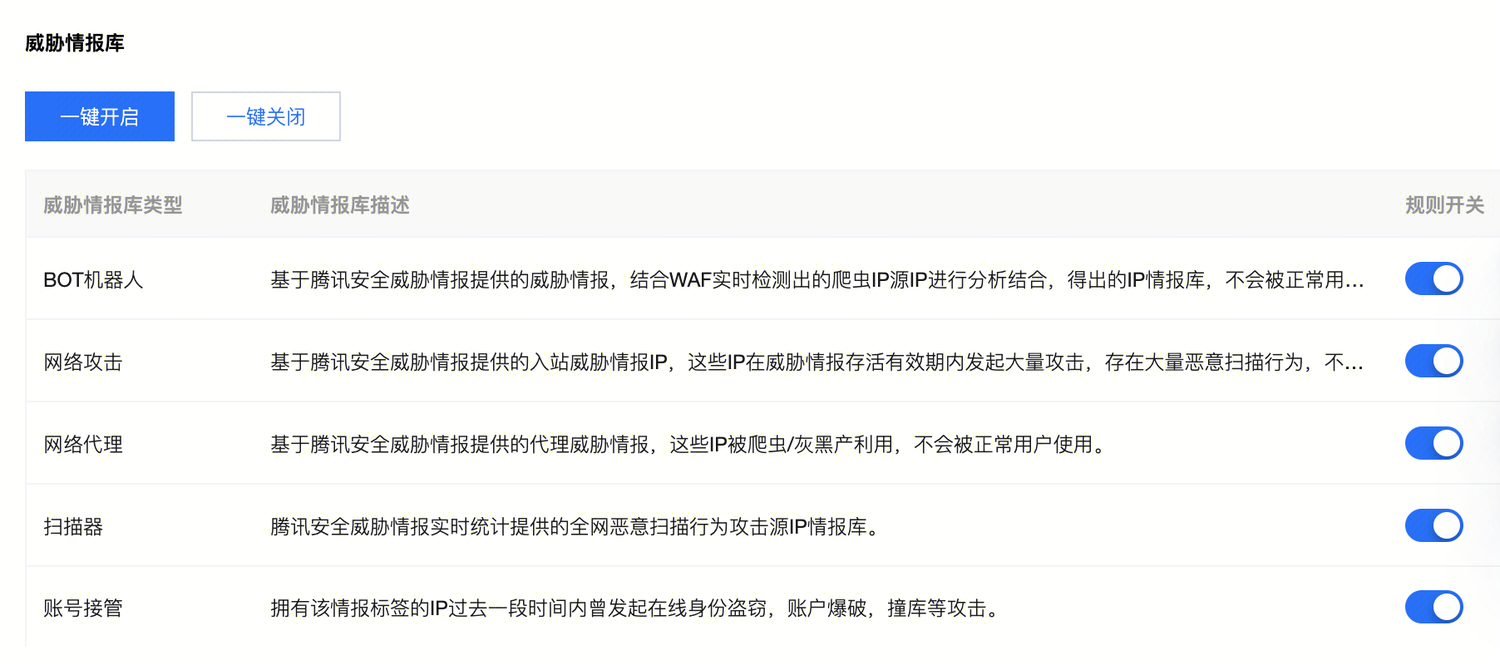 威胁情报库
一键开启 一键关闭
威胁情报库类型 威胁情报库描述 规则开关
BOT机器人 基于腾讯安全威胁情报提供的威胁情报，结合WAF实时检测出的爬虫IP源IP进行分析结合，得出的IP情报库，不会被正常用...
网络攻击 基于腾讯安全威胁情报提供的入站威胁情报IP，这些IP在威胁情报存活有效期内发起大量攻击，存在大量恶意扫描行为，不...
网络代理 基于腾讯安全威胁情报提供的代理威胁情报，这些IP被爬虫/灰黑产利用，不会被正常用户使用。
扫描器 腾讯安全威胁情报实时统计提供的全网恶意扫描行为攻击源IP情报库。
账号接管 拥有该情报标签的IP过去一段时间内曾发起在线身份盗窃，账户爆破，撞库等攻击。